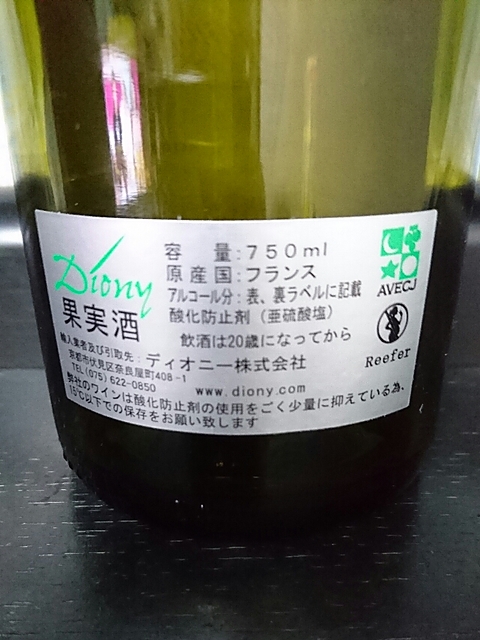 Diony
果実酒
容　量：750ml
原産国：フランス
アルコール分：表、裏ラベルに記載
酸化防止剤（亜硫酸塩）
飲酒は20歳になってから
輸入業者及び引取先：ディオニー株式会社
京都市伏見区奈良屋町408-1
TEL(075)622-0850
www.diony.com
弊社のワインは酸化防止剤の使用をごく少量に抑えている為、
15℃以下での保存をお願い致します
AVECJ
Reefer